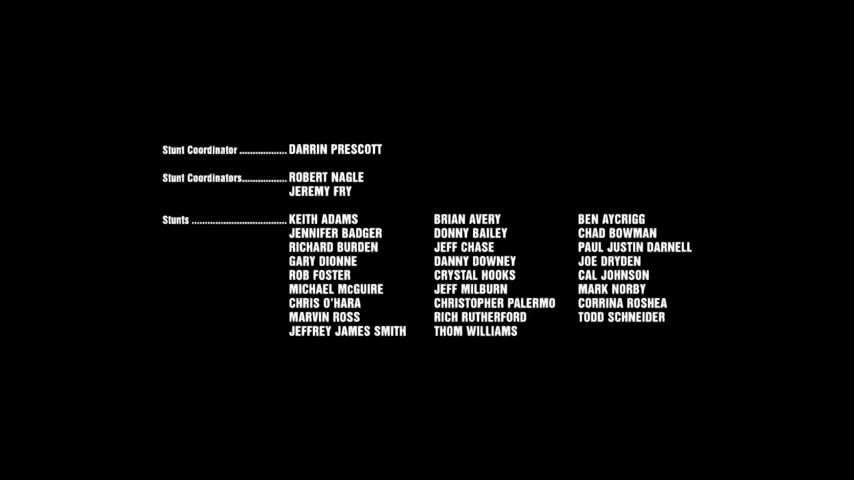 Stunt Coordinator .................. DARRIN PRESCOTT
Stunt Coordinators ................. ROBERT NAGLE
JEREMY FRY
Stunts .................................... KEITH ADAMS BRIAN AVERY BEN AYCRIGG
JENNIFER BADGER DONNY BAILEY CHAD BOWMAN
RICHARD BURDEN JEFF CHASE PAUL JUSTIN DARNELL
GARY DIONNE DANNY DOWNEY JOE DRYDEN
ROB FOSTER CRYSTAL HOOKS CAL JOHNSON
MICHAEL McGUIRE JEFF MILBURN MARK NORBY
CHRIS O'HARA CHRISTOPHER PALERMO CORRINA ROSHEA
MARVIN ROSS RICH RUTHERFORD TODD SCHNEIDER
JEFFREY JAMES SMITH THOM WILLIAMS